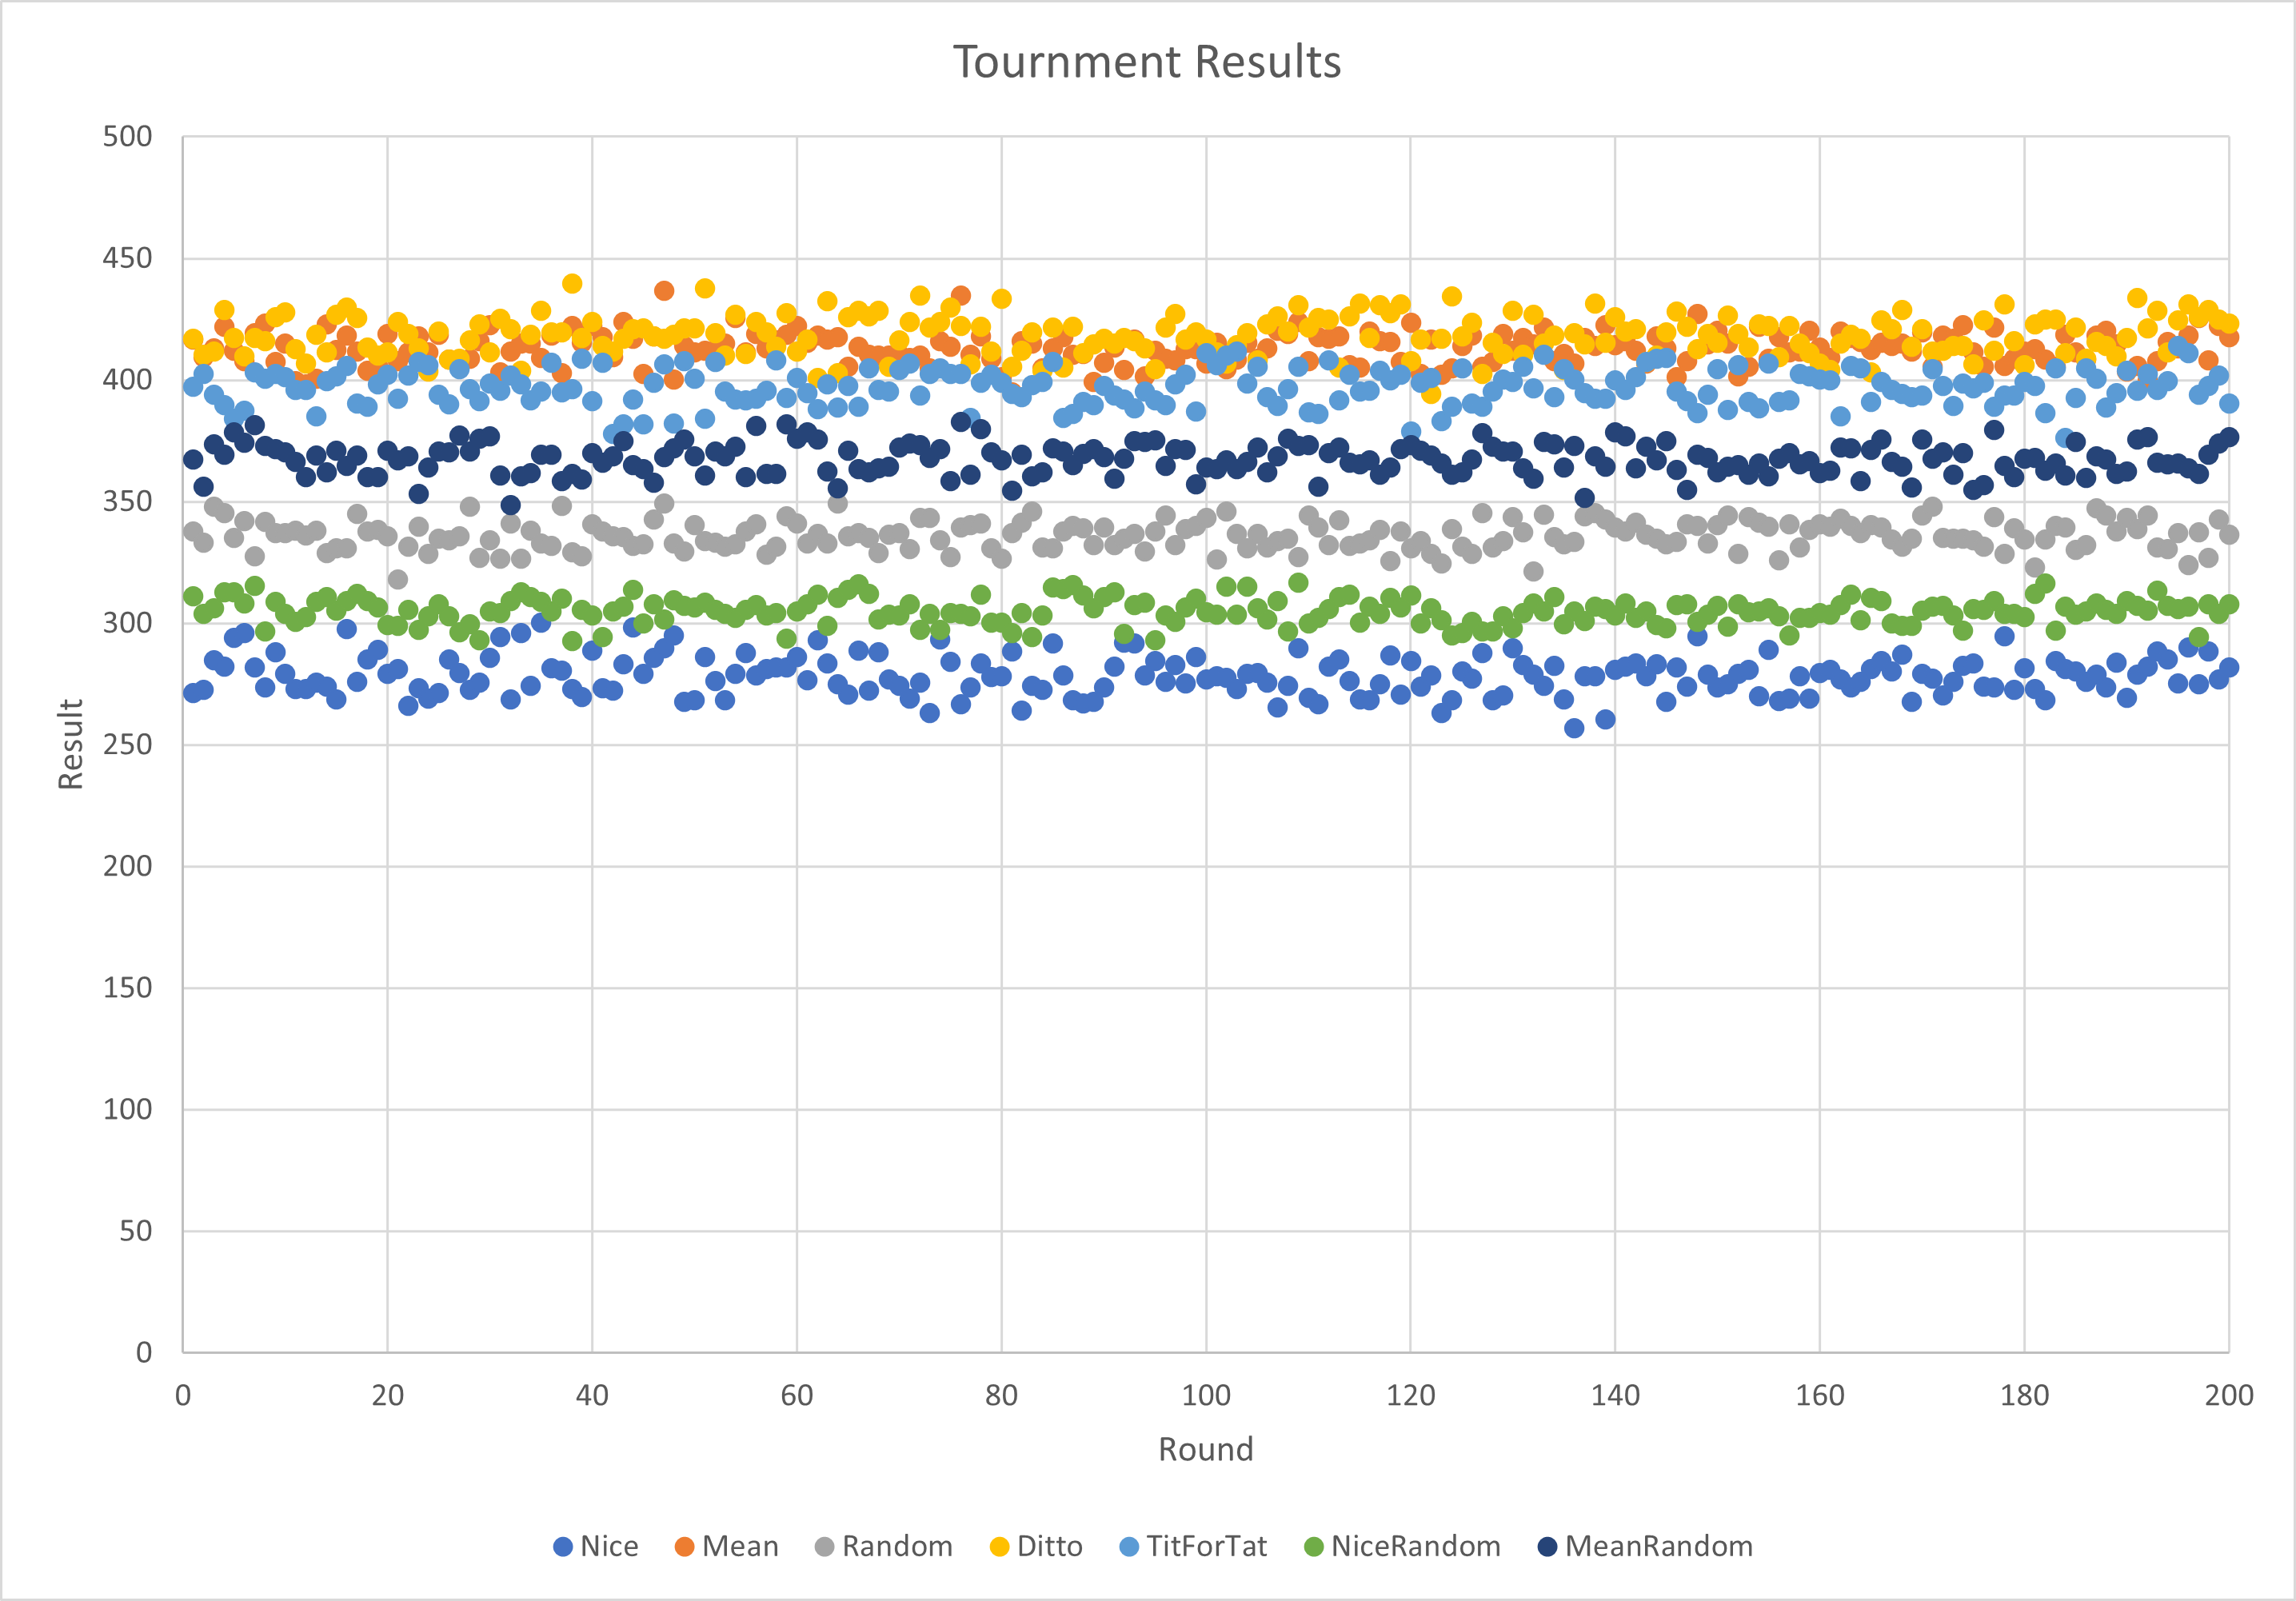 Tournment Results
500
450
400
350
300
250
200
150
100
50
0
Result
0 20 40 60 80 100 120 140 160 180 200
Round
Nice Mean Random Ditto TitForTat NiceRandom MeanRandom